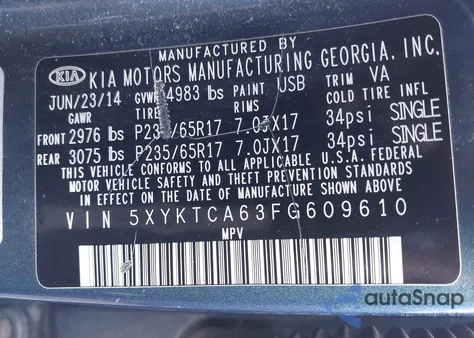 MANUFACTURED BY
KIA KIA MOTORS MANUFACTURING GEORGIA, INC.
JUN/23/14 GVWR 4983 lbs PAINT USB TRIM VA
GAWR TIRE RIMS COLD TIRE INFL
FRONT 2976 lbs P235/65R17 7.0JX17 34psi SINGLE
REAR 3075 lbs P235/65R17 7.0JX17 34psi SINGLE
THIS VEHICLE CONFORMS TO ALL APPLICABLE U.S.A. FEDERAL
MOTOR VEHICLE SAFETY AND THEFT PREVENTION STANDARDS
IN EFFECT ON THE DATE OF MANUFACTURE SHOWN ABOVE.
VIN 5XYKTCA63FG609610
MPV
autoSnap